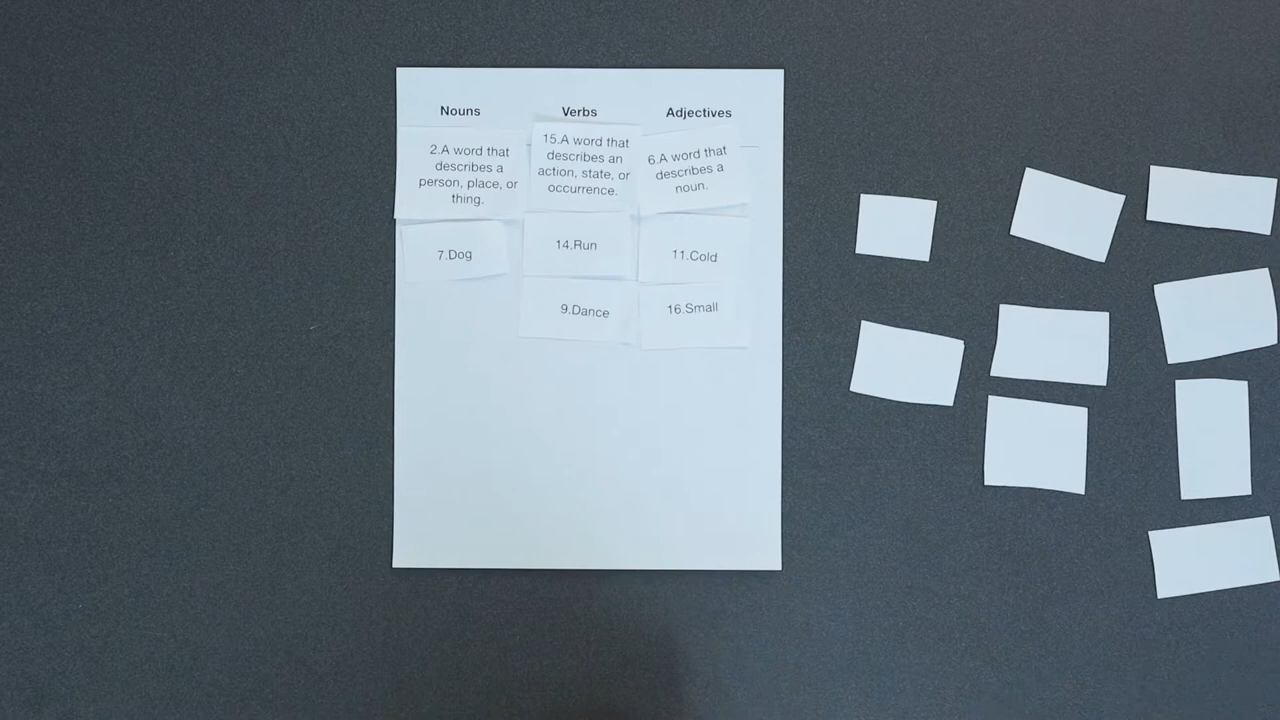 Nouns
Verbs
Adjectives
2.A word that
describes a
person, place, or
thing.
15.A word that
describes an
action, state, or
occurrence.
6.A word that
describes a
noun.
7.Dog
14.Run
11.Cold
9.Dance
16.Small